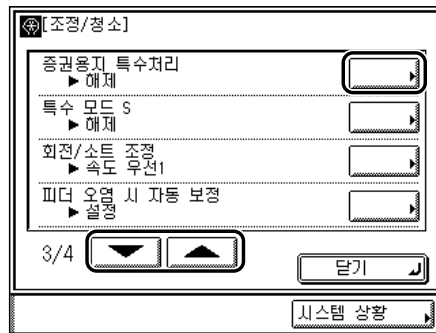 [조정/청소]
증권용지 특수처리
▶ 해제
특수 모드 S
▶ 해제
회전/소트 조정
▶ 속도 우선1
피더 오염 시 자동 보정
▶ 설정
3/4
닫기
시스템 상황